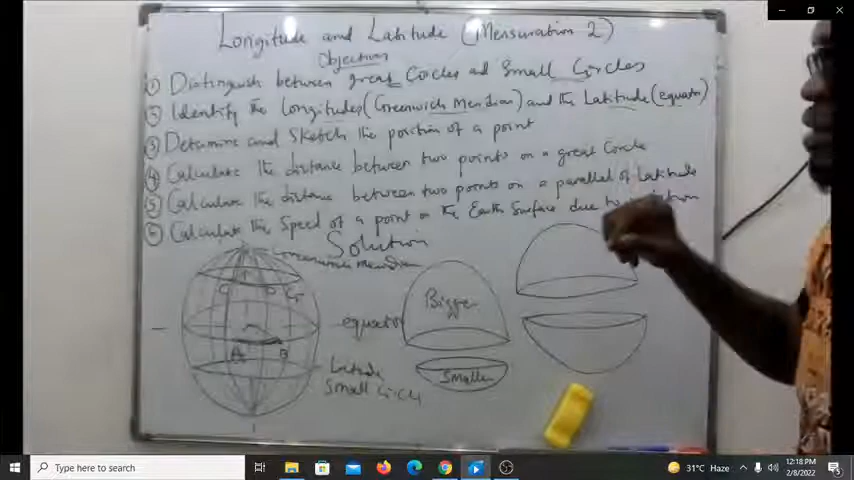 Longitude and Latitude (Mensuration 2)
Objectives
① Distinguish between great Circles and Small Circles
② Identify the Longitudes (Greenwich Meridian) and the Latitude (equator)
③ Determine and Sketch the position of a point
④ Calculate the distance between two points on a great Circle
⑤ Calculate the distance between two points on a parallel of Latitude
⑥ Calculate the Speed of a point on the Earth Surface due to
Solution
Greenwich meridian
Bigger
equator
A B
Smaller
Small
Type here to search
31°C Haze
12:18 PM
2/8/2022